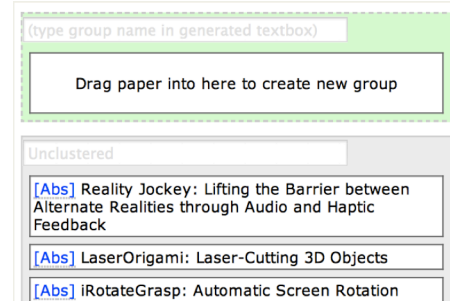 (type group name in generated textbox)
Drag paper into here to create new group
Unclustered
[Abs] Reality Jockey: Lifting the Barrier between
Alternate Realities through Audio and Haptic
Feedback
[Abs] LaserOrigami: Laser-Cutting 3D Objects
[Abs] iRotateGrasp: Automatic Screen Rotation